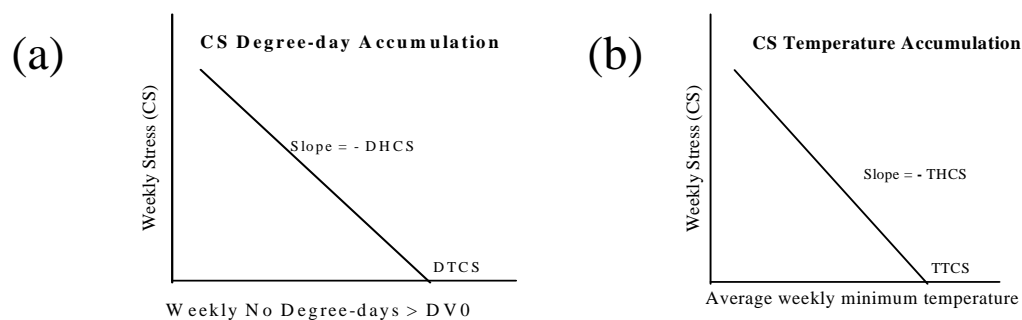 (a)
CS Degree-day Accumulation
Weekly Stress (CS)
Slope = - DHCS
DTCS
Weekly No Degree-days > DV0
(b)
CS Temperature Accumulation
Weekly Stress (CS)
Slope = - THCS
TTCS
Average weekly minimum temperature